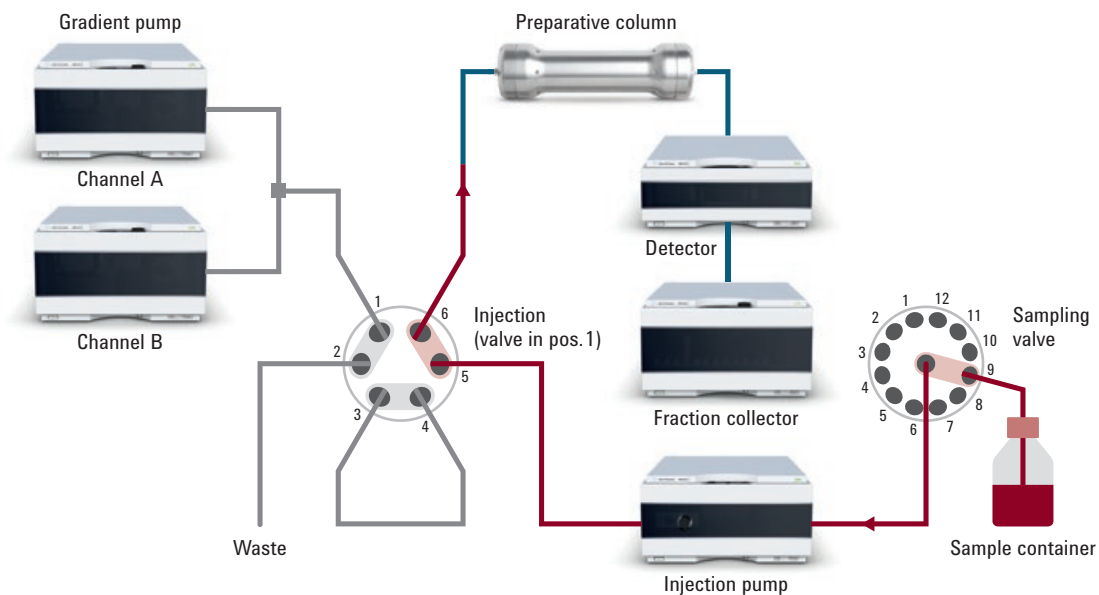 Gradient pump
Channel A
Channel B
Preparative column
Detector
Fraction collector
Injection
(valve in pos. 1)
1
2
3
4
5
6
Waste
Injection pump
Sampling
valve
1
2
3
4
5
6
7
8
9
10
11
12
Sample container